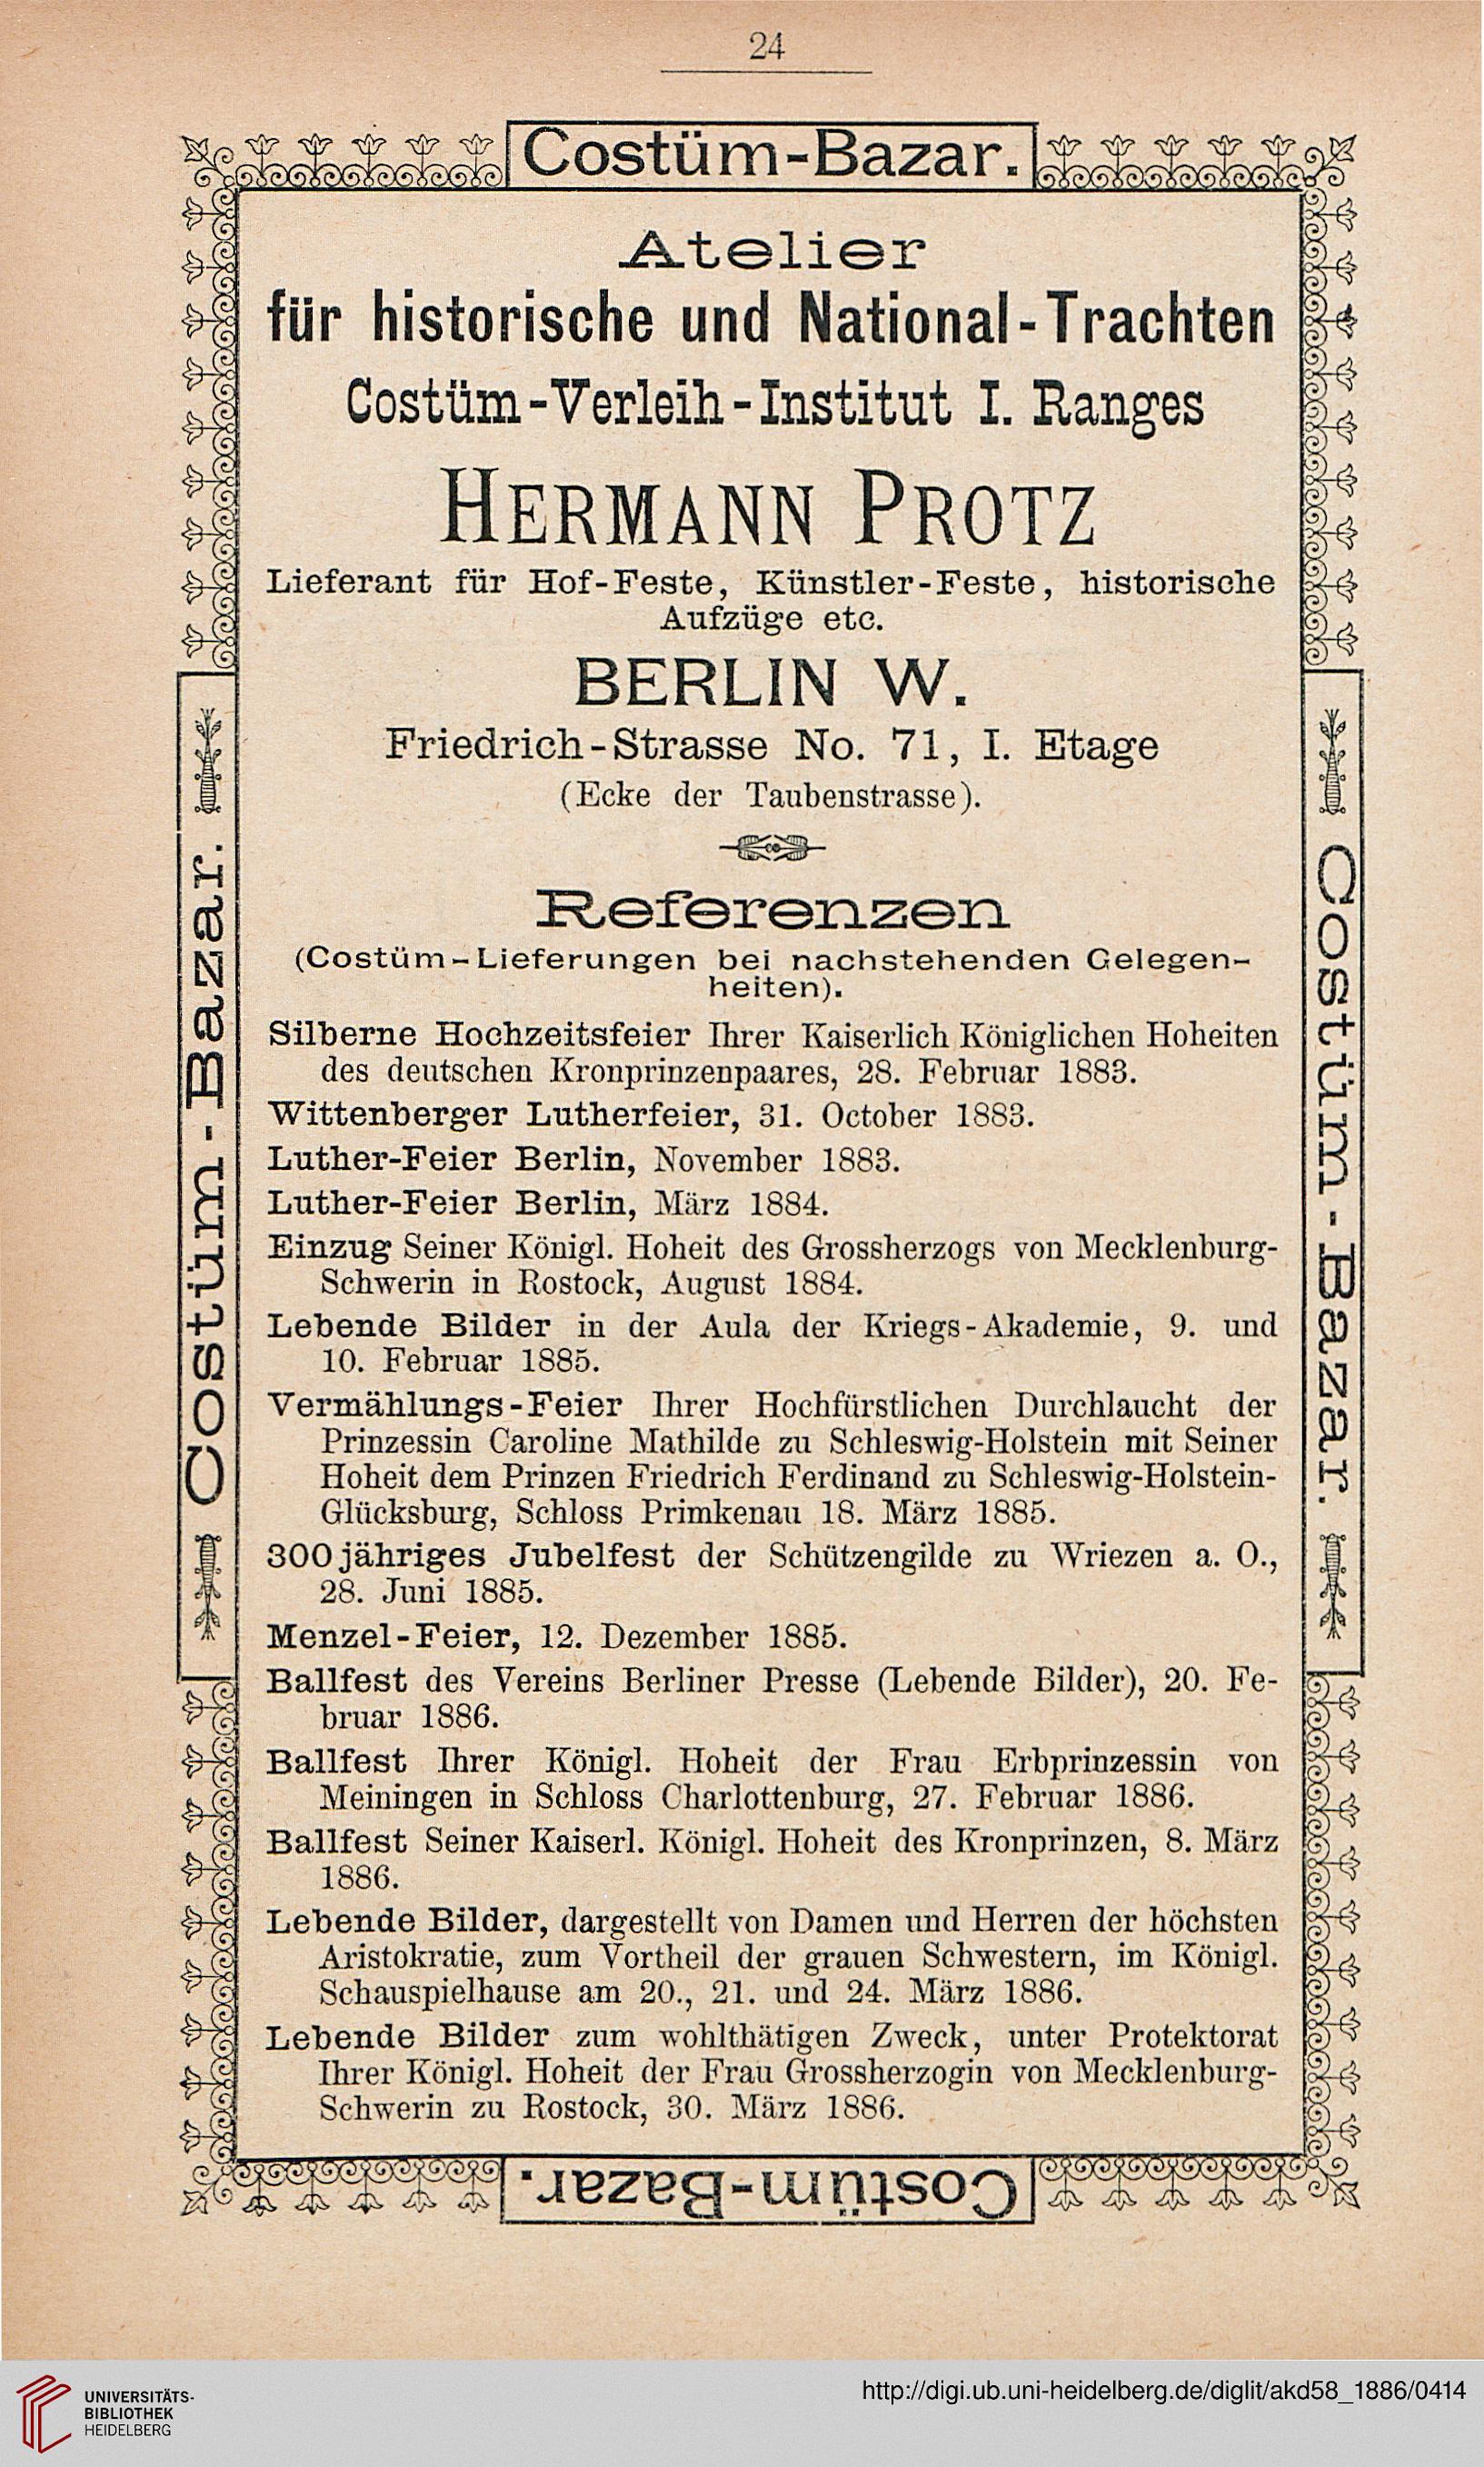 24
Costüm-Bazar.
Atelier
für historische und National-Trachten
Costüm-Verleih-Institut I. Ranges
HERMANN PROTZ
Lieferant für Hof-Feste, Künstler-Feste, historische
Aufzüge etc.
BERLIN W.
Friedrich-Strasse No. 71, I. Etage
(Ecke der Taubenstrasse).
Referenzen
(Costüm-Lieferungen bei nachstehenden Gelegen-
heiten).
Silberne Hochzeitsfeier Ihrer Kaiserlich Königlichen Hoheiten
des deutschen Kronprinzenpaares, 28. Februar 1883.
Wittenberger Lutherfeier, 31. October 1883.
Luther-Feier Berlin, November 1883.
Luther-Feier Berlin, März 1884.
Einzug Seiner Königl. Hoheit des Grossherzogs von Mecklenburg-
Schwerin in Rostock, August 1884.
Lebende Bilder in der Aula der Kriegs-Akademie, 9. und
10. Februar 1885.
Vermählungs-Feier Ihrer Hochfürstlichen Durchlaucht der
Prinzessin Caroline Mathilde zu Schleswig-Holstein mit Seiner
Hoheit dem Prinzen Friedrich Ferdinand zu Schleswig-Holstein-
Glücksburg, Schloss Primkenau 18. März 1885.
300jähriges Jubelfest der Schützengilde zu Wriezen a. O.,
28. Juni 1885.
Menzel-Feier, 12. Dezember 1885.
Ballfest des Vereins Berliner Presse (Lebende Bilder), 20. Fe-
bruar 1886.
Ballfest Ihrer Königl. Hoheit der Frau Erbprinzessin von
Meiningen in Schloss Charlottenburg, 27. Februar 1886.
Ballfest Seiner Kaiserl. Königl. Hoheit des Kronprinzen, 8. März
1886.
Lebende Bilder, dargestellt von Damen und Herren der höchsten
Aristokratie, zum Vortheil der grauen Schwestern, im Königl.
Schauspielhause am 20., 21. und 24. März 1886.
Lebende Bilder zum wohlthätigen Zweck, unter Protektorat
Ihrer Königl. Hoheit der Frau Grossherzogin von Mecklenburg-
Schwerin zu Rostock, 30. März 1886.
Costüm-Bazar.
Costüm-Bazar.
Costüm-Bazar.
UNIVERSITÄTS-
BIBLIOTHEK
HEIDELBERG
http://digi.ub.uni-heidelberg.de/diglit/akd58_1886/0414